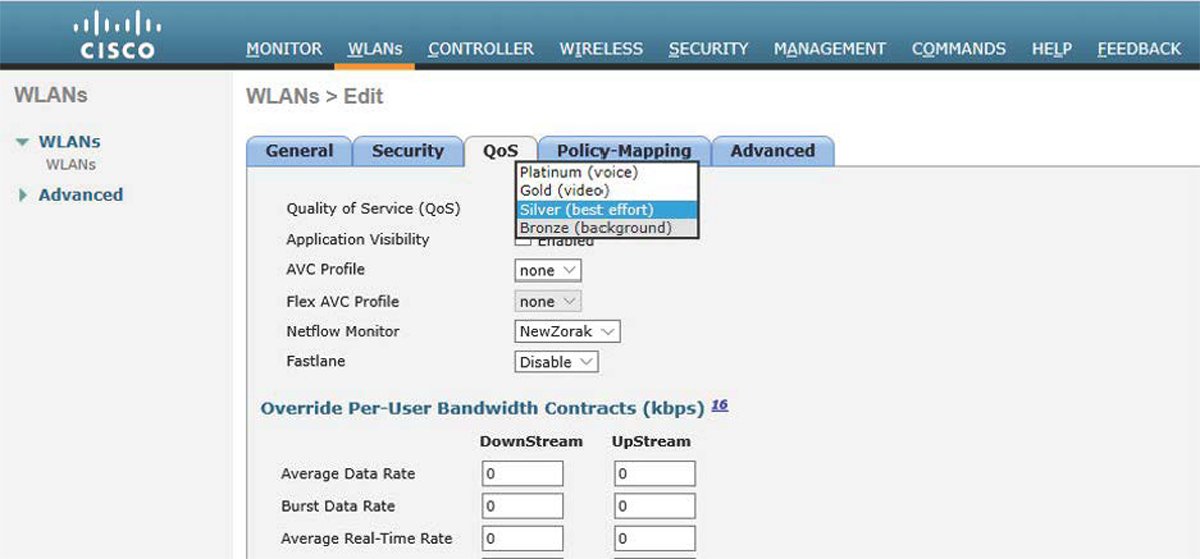 CISCO
MONITOR WLANs CONTROLLER WIRELESS SECURITY MANAGEMENT COMMANDS HELP FEEDBACK
WLANs
WLANs
WLANs
Advanced
WLANs > Edit
General Security QoS Policy-Mapping Advanced
Platinum (voice)
Gold (video)
Quality of Service (QoS) Silver (best effort)
Bronze (background)
Application Visibility Enabled
AVC Profile none
Flex AVC Profile none
Netflow Monitor NewZorak
Fastlane Disable
Override Per-User Bandwidth Contracts (kbps) 16
DownStream UpStream
Average Data Rate 0 0
Burst Data Rate 0 0
Average Real-Time Rate 0 0